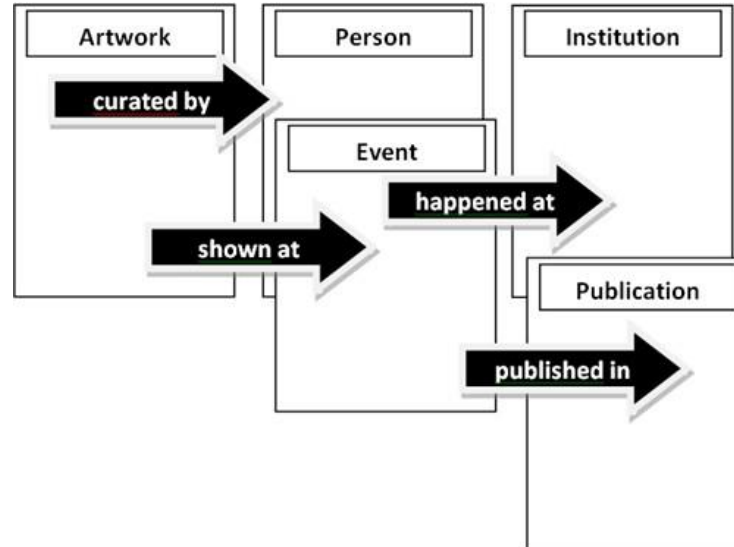 Artwork
Person
Institution
curated by
Event
happened at
shown at
Publication
published in